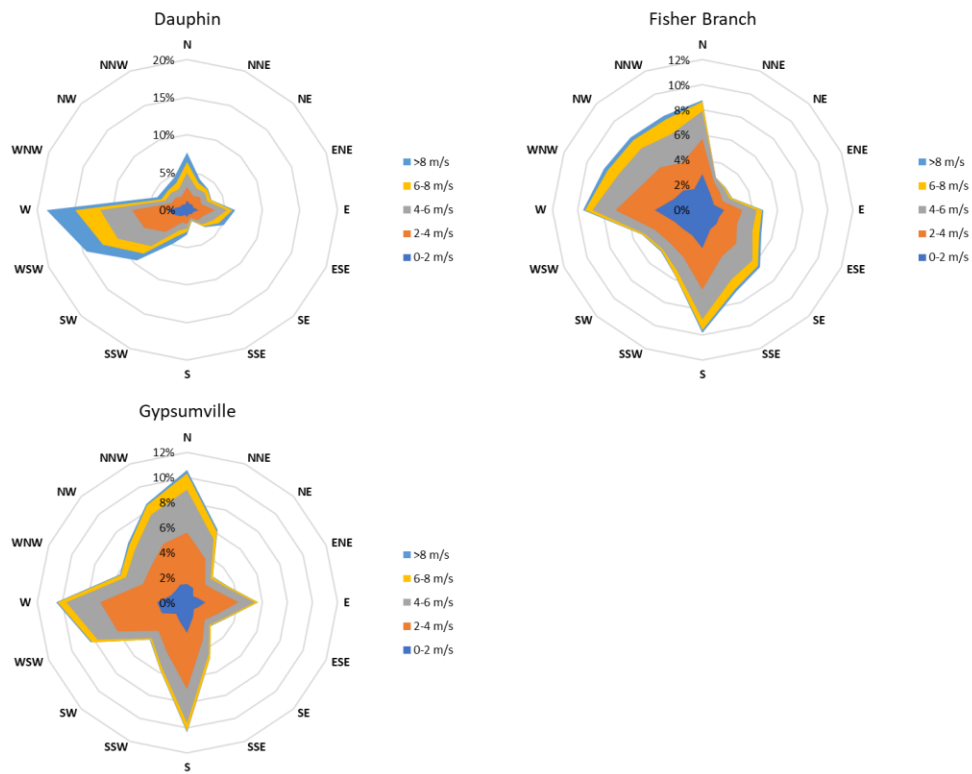 Dauphin
N
NNE
NE
ENE
E
ESE
SE
SSE
S
SSW
SW
WSW
W
WNW
NW
NNW
20%
15%
10%
5%
0%
>8 m/s
6-8 m/s
4-6 m/s
2-4 m/s
0-2 m/s
Fisher Branch
N
NNE
NE
ENE
E
ESE
SE
SSE
S
SSW
SW
WSW
W
WNW
NW
NNW
12%
10%
8%
6%
4%
2%
0%
>8 m/s
6-8 m/s
4-6 m/s
2-4 m/s
0-2 m/s
Gypsumville
N
NNE
NE
ENE
E
ESE
SE
SSE
S
SSW
SW
WSW
W
WNW
NW
NNW
12%
10%
8%
6%
4%
2%
0%
>8 m/s
6-8 m/s
4-6 m/s
2-4 m/s
0-2 m/s